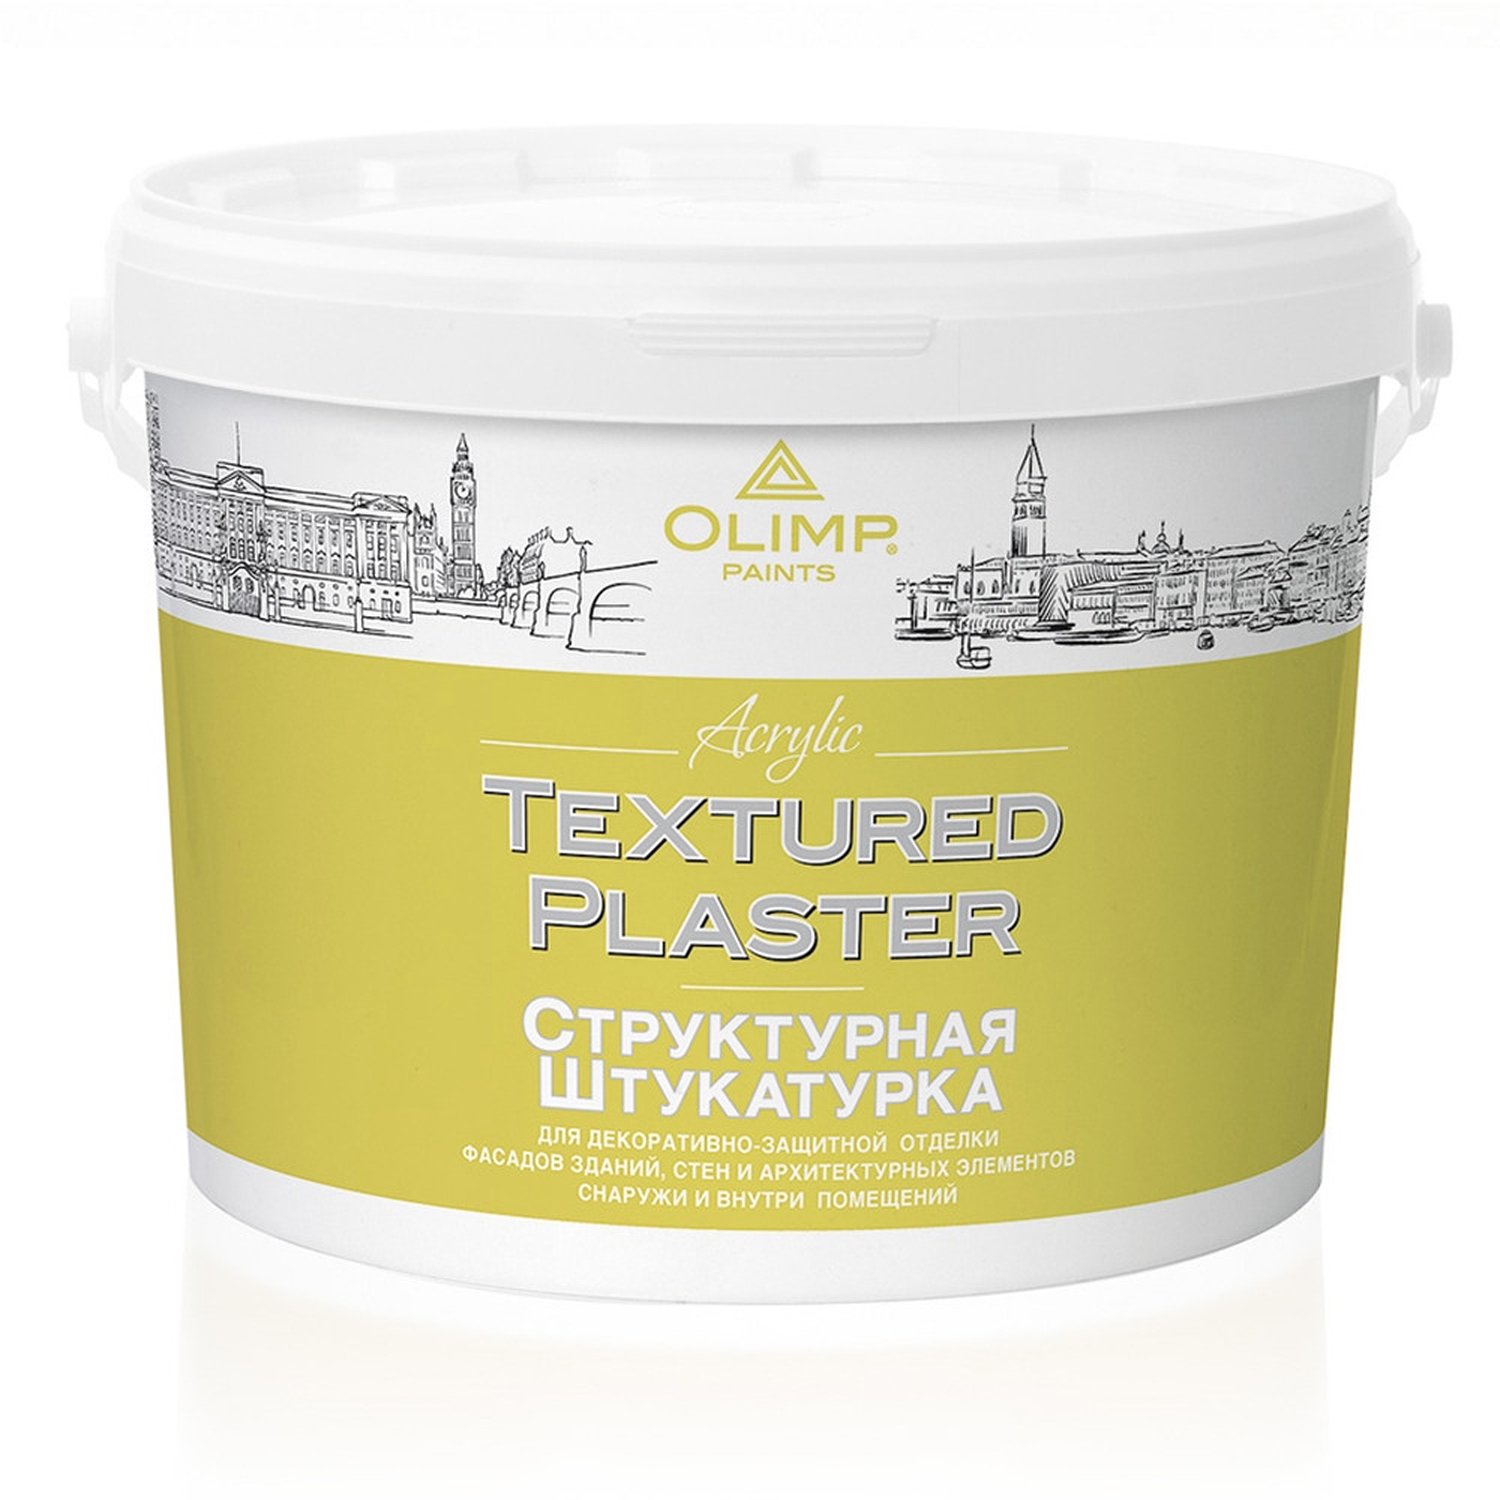 OLIMP®
PAINTS
Acrylic
TEXTURED
PLASTER
СТРУКТУРНАЯ
ШТУКАТУРКА
ДЛЯ ДЕКОРАТИВНО-ЗАЩИТНОЙ ОТДЕЛКИ
ФАСАДОВ ЗДАНИЙ, СТЕН И АРХИТЕКТУРНЫХ ЭЛЕМЕНТОВ
СНАРУЖИ И ВНУТРИ ПОМЕЩЕНИЙ